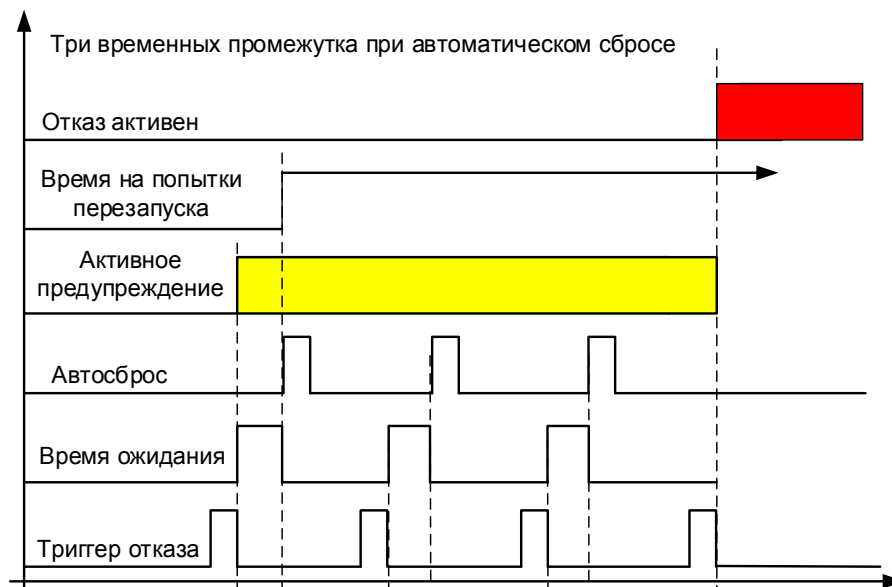 Три временных промежутка при автоматическом сбросе
Отказ активен
Время на попытки
перезапуска
Активное
предупреждение
Автосброс
Время ожидания
Триггер отказа